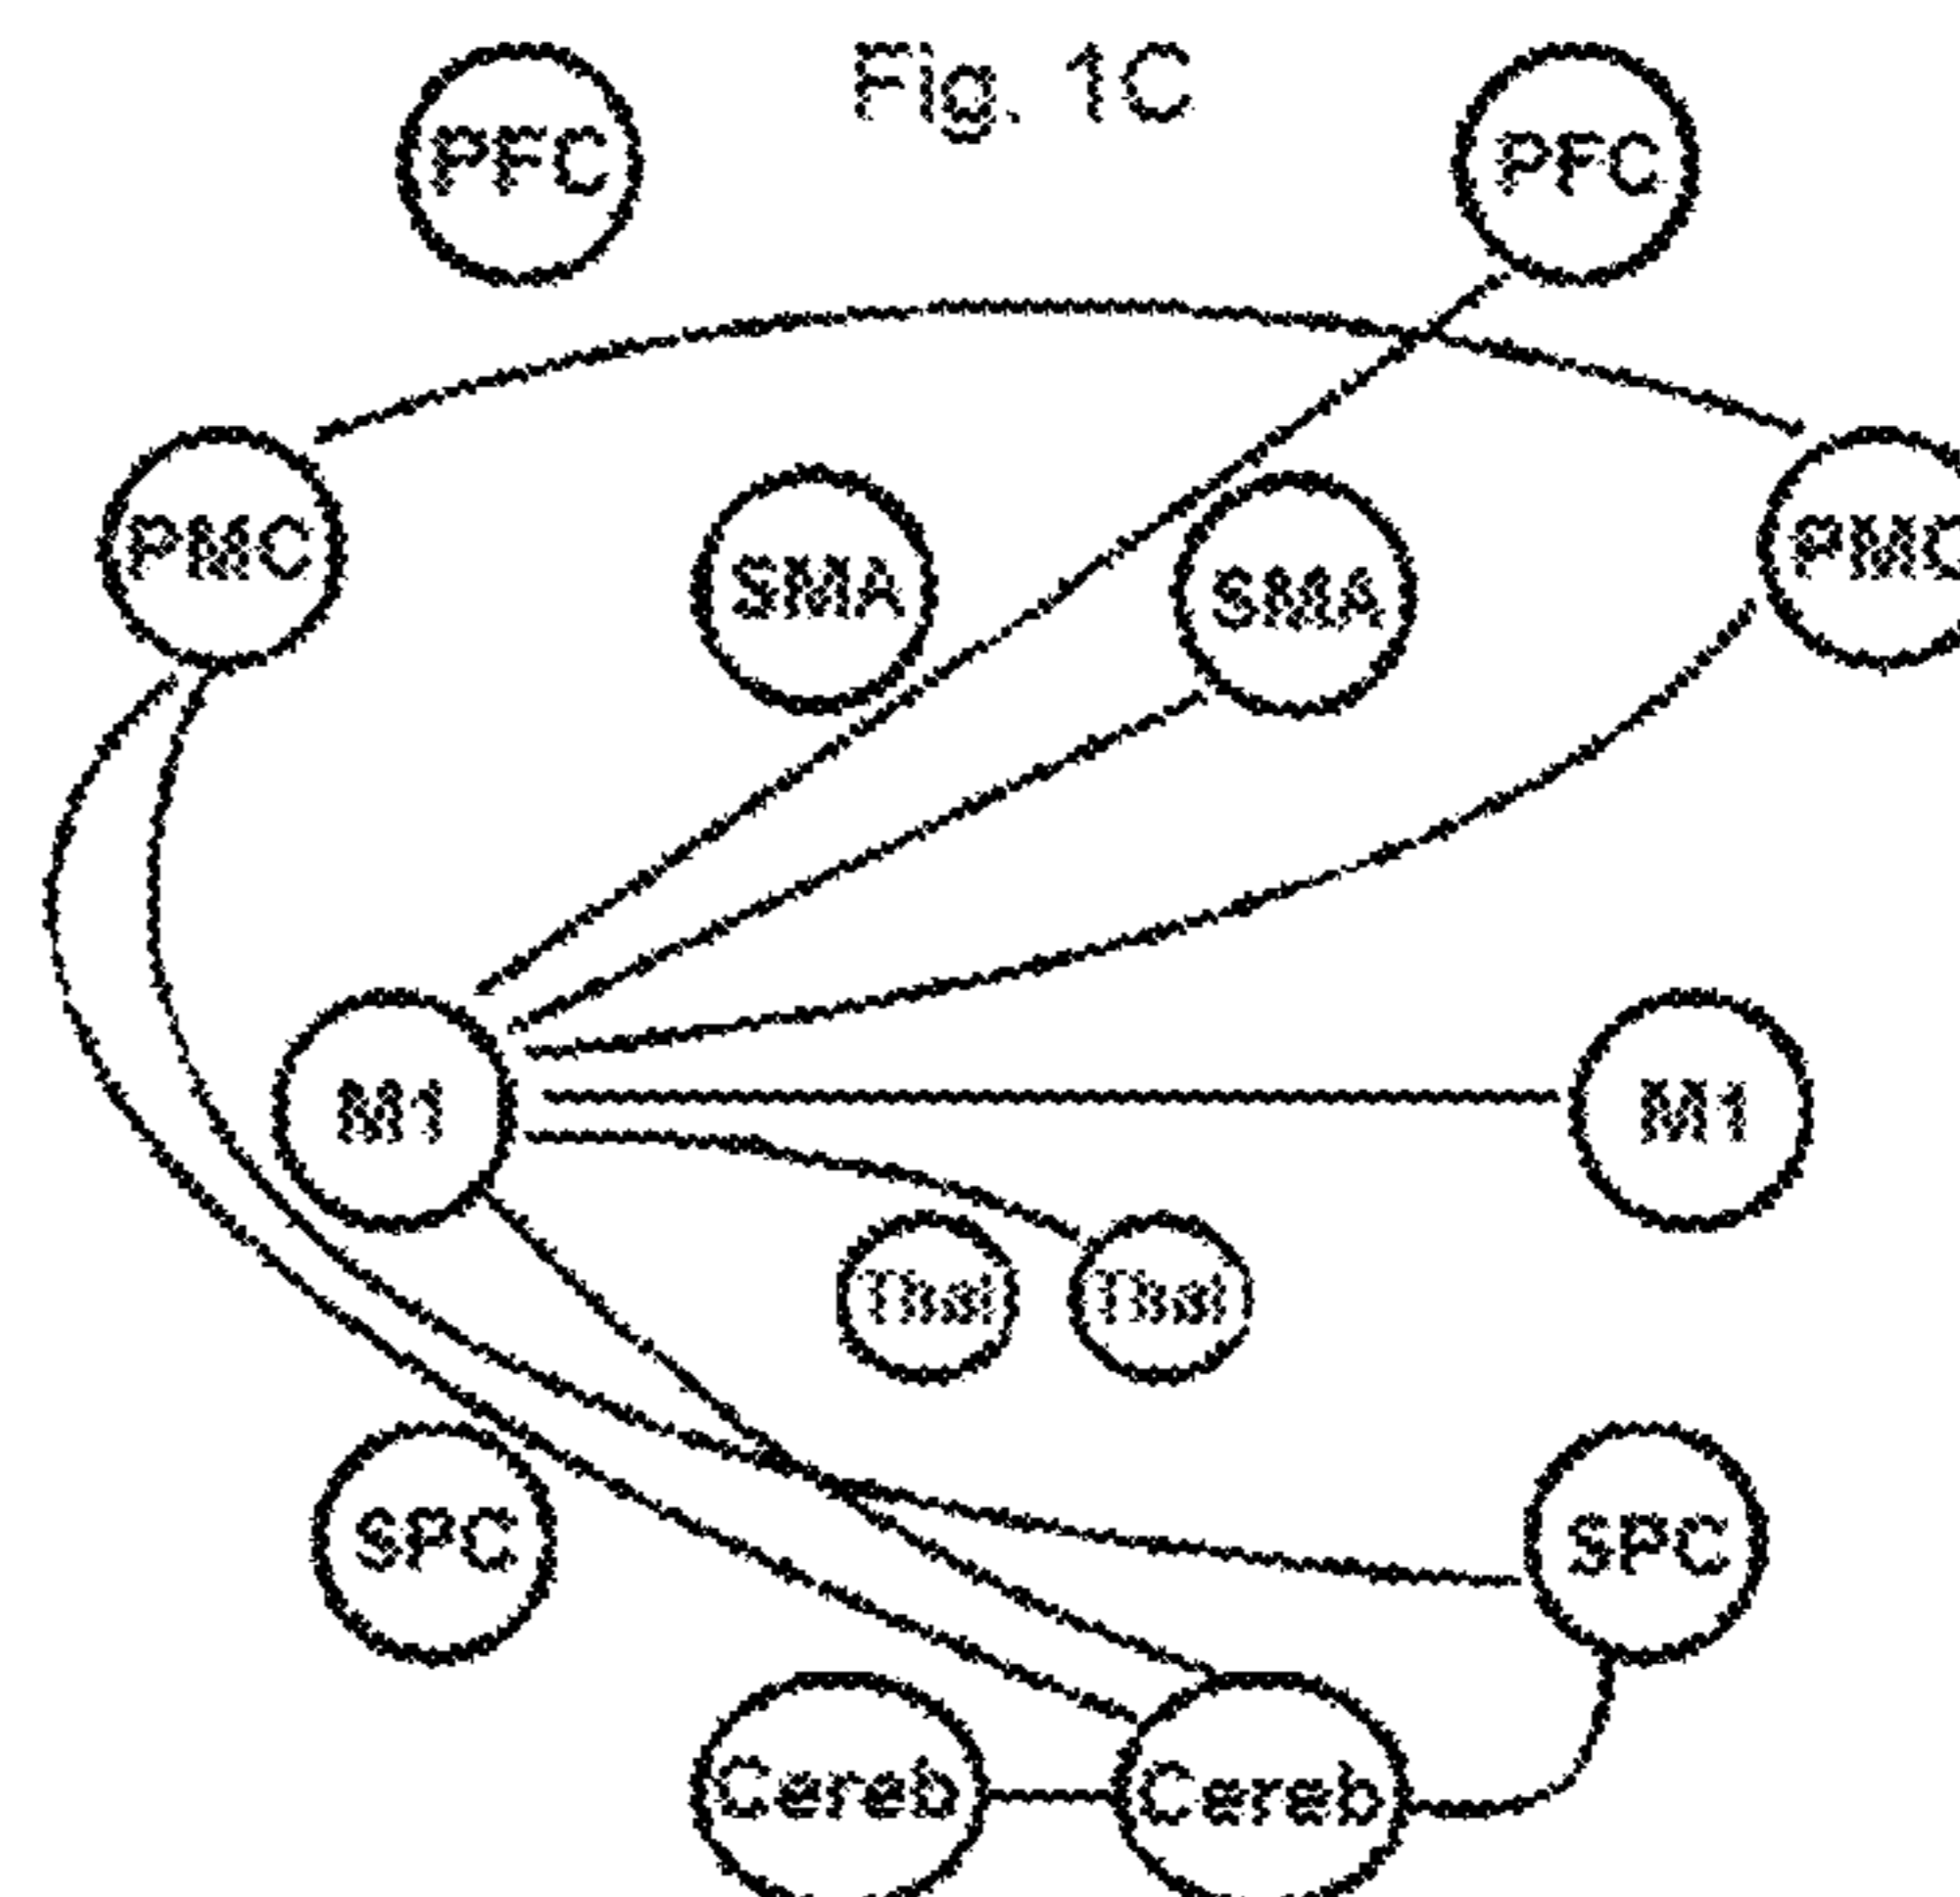 Fig. 1C
PFC PFC
PMC SMA SMA PMC
M1 M1
Thal Thal
SPC SPC
Cereb Cereb